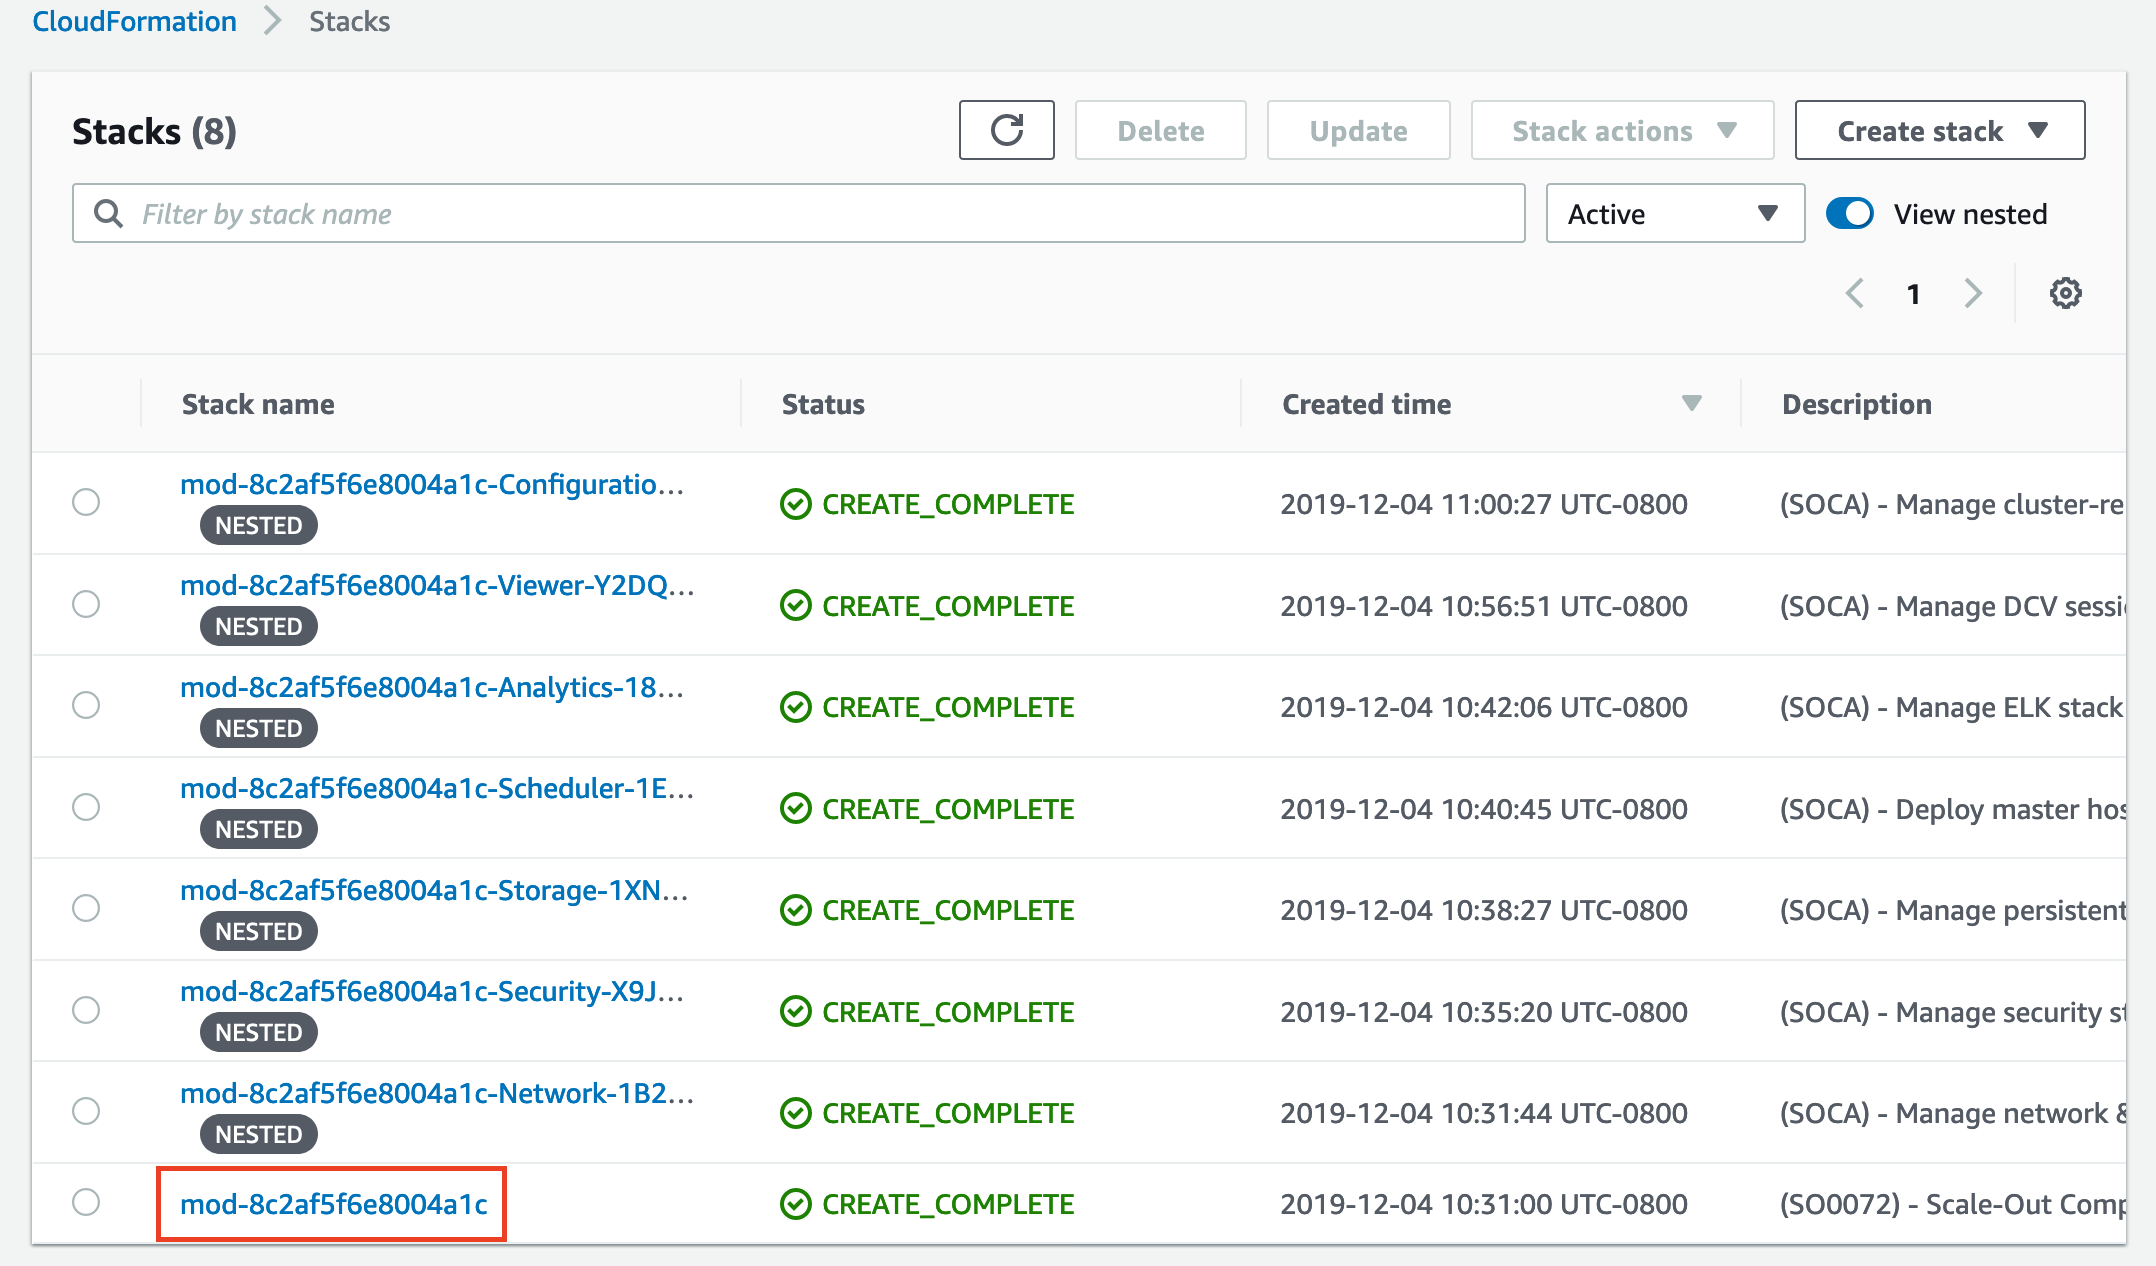 CloudFormation > Stacks
Stacks (8) Delete Update Stack actions Create stack
Filter by stack name Active View nested
1
Stack name Status Created time Description
mod-8c2af5f6e8004a1c-Configuratio...
NESTED
CREATE_COMPLETE 2019-12-04 11:00:27 UTC-0800 (SOCA) - Manage cluster-re
mod-8c2af5f6e8004a1c-Viewer-Y2DQ...
NESTED
CREATE_COMPLETE 2019-12-04 10:56:51 UTC-0800 (SOCA) - Manage DCV sessi
mod-8c2af5f6e8004a1c-Analytics-18...
NESTED
CREATE_COMPLETE 2019-12-04 10:42:06 UTC-0800 (SOCA) - Manage ELK stack
mod-8c2af5f6e8004a1c-Scheduler-1E...
NESTED
CREATE_COMPLETE 2019-12-04 10:40:45 UTC-0800 (SOCA) - Deploy master hos
mod-8c2af5f6e8004a1c-Storage-1XN...
NESTED
CREATE_COMPLETE 2019-12-04 10:38:27 UTC-0800 (SOCA) - Manage persistent
mod-8c2af5f6e8004a1c-Security-X9J...
NESTED
CREATE_COMPLETE 2019-12-04 10:35:20 UTC-0800 (SOCA) - Manage security st
mod-8c2af5f6e8004a1c-Network-1B2...
NESTED
CREATE_COMPLETE 2019-12-04 10:31:44 UTC-0800 (SOCA) - Manage network &
mod-8c2af5f6e8004a1c CREATE_COMPLETE 2019-12-04 10:31:00 UTC-0800 (SO0072) - Scale-Out Comp